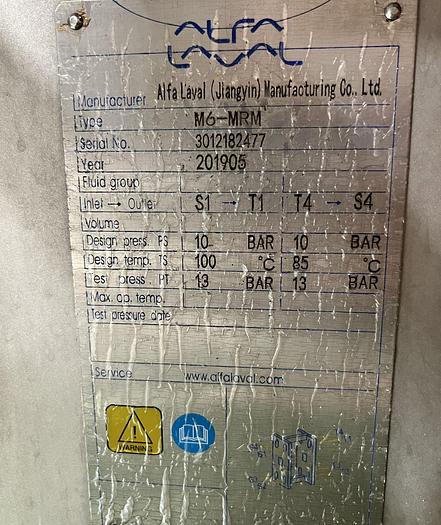 ALFA
LAVAL
Manufacturer Alfa Laval (Jiangyin) Manufacturing Co., Ltd.
Type M6-MRM
Serial No. 3012182477
Year 201905
Fluid group
Inlet → Outlet S1 → T1 T4 → S4
Volume
Design press. PS 10 BAR 10 BAR
Design temp. TS 100 °C 85 °C
Test press. PT 13 BAR 13 BAR
Max. op. temp.
Test pressure date
Service www.alfalaval.com
WARNING